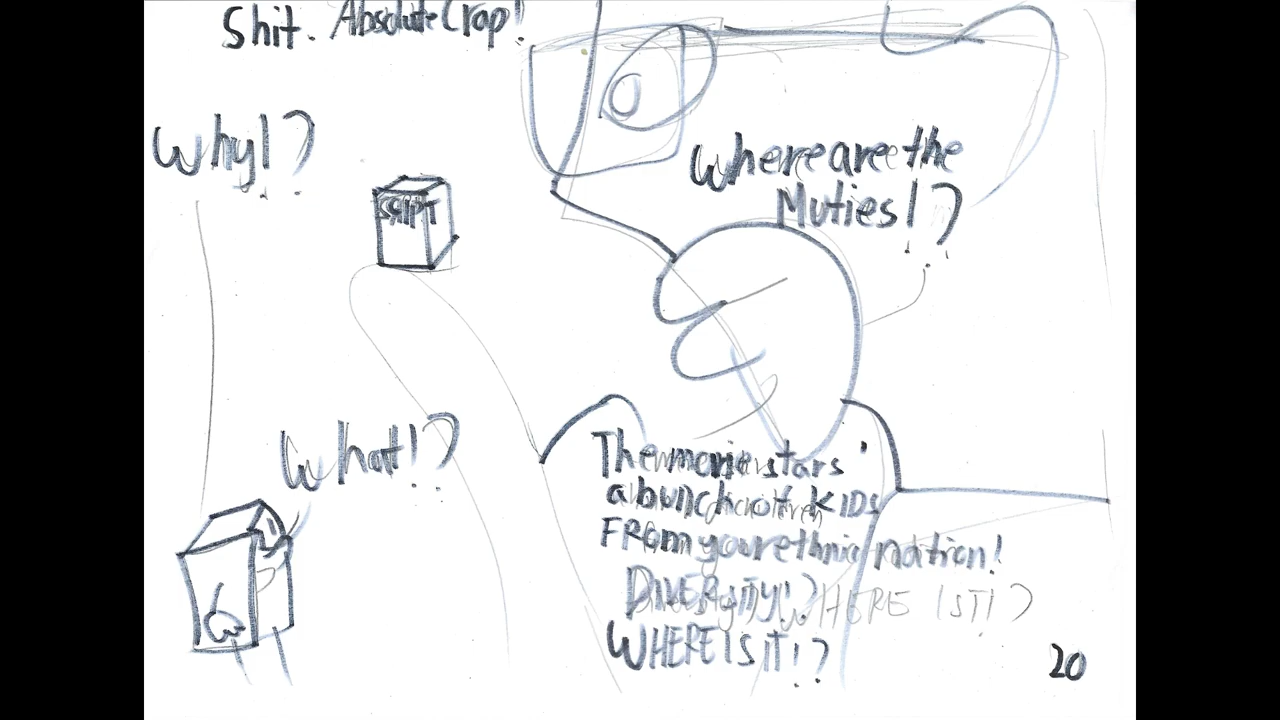 Shit. Absolute Crap!
Why!?
SCRIPT
Where are the
Muties!?
What!?
The movie stars
a bunch of KIDS
FROM your ethnic nation!
DIVERSITY!? WHERE IS IT!?
WHERE IS IT!?
20